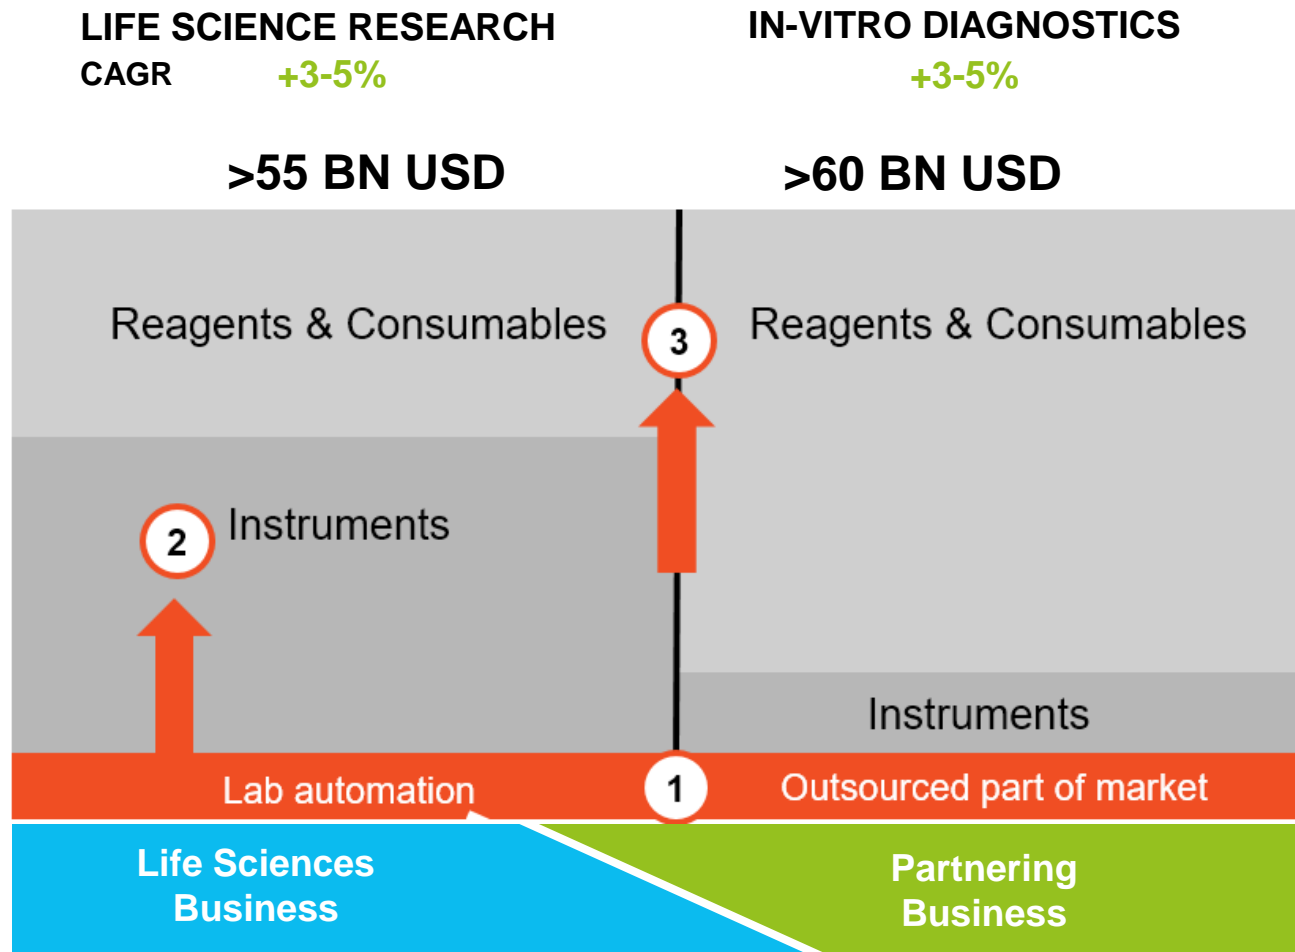 LIFE SCIENCE RESEARCH
CAGR +3-5%
>55 BN USD
IN-VITRO DIAGNOSTICS
+3-5%
>60 BN USD
Reagents & Consumables
3
Reagents & Consumables
2
Instruments
Instruments
Lab automation
1
Outsourced part of market
Life Sciences
Business
Partnering
Business